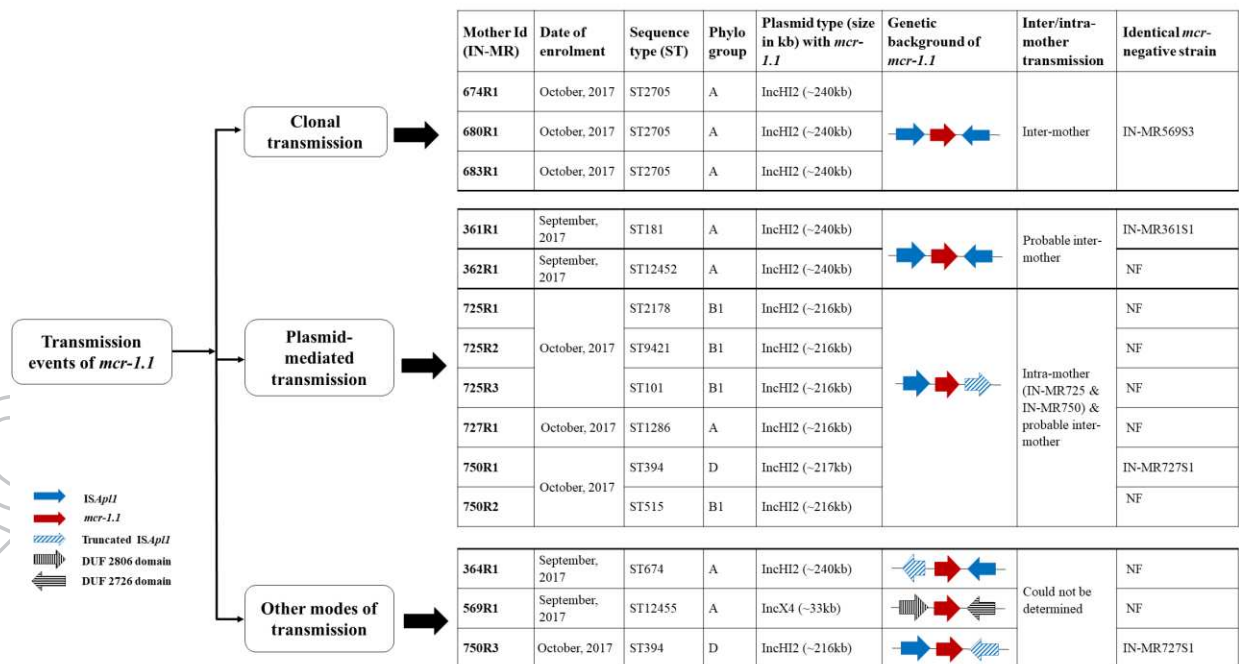 Mother Id Date of Sequence Phylo Plasmid type (size Genetic Inter/intra- Identical mcr-
(IN-MR) enrolment type (ST) group in kb) with mcr- background of mother negative strain
1.1 mcr-1.1 transmission
Clonal
transmission
674R1 October, 2017 ST2705 A IncHI2 (~240kb)
680R1 October, 2017 ST2705 A IncHI2 (~240kb) Inter-mother IN-MR569S3
683R1 October, 2017 ST2705 A IncHI2 (~240kb)
Transmission
events of mcr-1.1
Plasmid-
mediated
transmission
361R1 September, 2017 ST181 A IncHI2 (~240kb) Probable inter- IN-MR361S1
362R1 September, 2017 ST12452 A IncHI2 (~240kb) mother NF
725R1 ST2178 B1 IncHI2 (~216kb) NF
725R2 October, 2017 ST9421 B1 IncHI2 (~216kb) NF
725R3 ST101 B1 IncHI2 (~216kb) NF
Intra-mother
(IN-MR725 &
IN-MR750) &
probable inter-
mother
727R1 October, 2017 ST1286 A IncHI2 (~216kb) NF
750R1 ST394 D IncHI2 (~217kb) IN-MR727S1
October, 2017
750R2 ST515 B1 IncHI2 (~216kb) NF
Other modes of
transmission
364R1 September, 2017 ST674 A IncHI2 (~240kb) NF
Could not be
determined
569R1 September, 2017 ST12455 A IncX4 (~33kb) NF
750R3 October, 2017 ST394 D IncHI2 (~216kb) IN-MR727S1
ISApl1
mcr-1.1
Truncated ISApl1
DUF 2806 domain
DUF 2726 domain